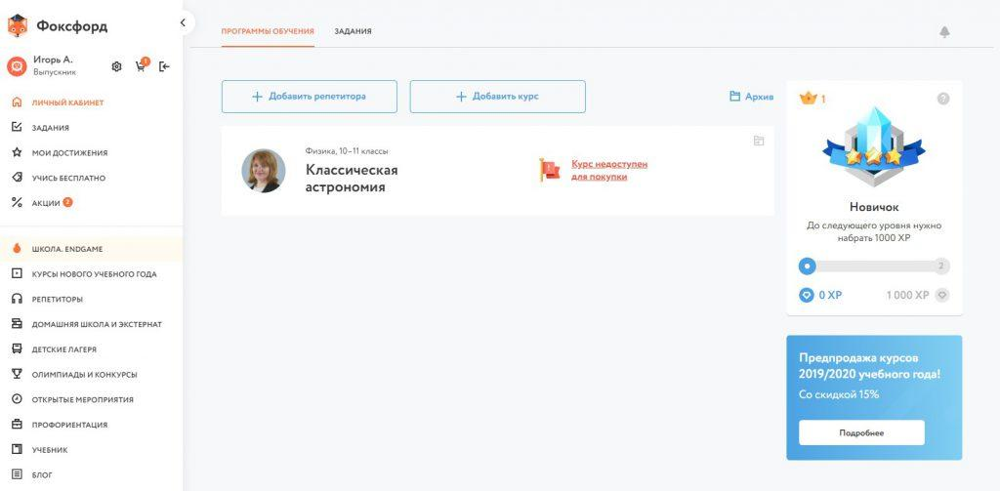 Фоксфорд
Игорь А.
Выпускник
1
ЛИЧНЫЙ КАБИНЕТ
ЗАДАНИЯ
МОИ ДОСТИЖЕНИЯ
УЧИСЬ БЕСПЛАТНО
АКЦИИ 2
ШКОЛА. ENDGAME
КУРСЫ НОВОГО УЧЕБНОГО ГОДА
РЕПЕТИТОРЫ
ДОМАШНЯЯ ШКОЛА И ЭКСТЕРНАТ
ДЕТСКИЕ ЛАГЕРЯ
ОЛИМПИАДЫ И КОНКУРСЫ
ОТКРЫТЫЕ МЕРОПРИЯТИЯ
ПРОФОРИЕНТАЦИЯ
УЧЕБНИК
БЛОГ
ПРОГРАММЫ ОБУЧЕНИЯ ЗАДАНИЯ
+ Добавить репетитора + Добавить курс Архив
Физика, 10–11 классы
Классическая
астрономия
Курс недоступен
для покупки
1 ?
Новичок
До следующего уровня нужно
набрать 1000 XP
2
0 XP 1 000 XP
Предпродажа курсов
2019/2020 учебного года!
Со скидкой 15%
Подробнее